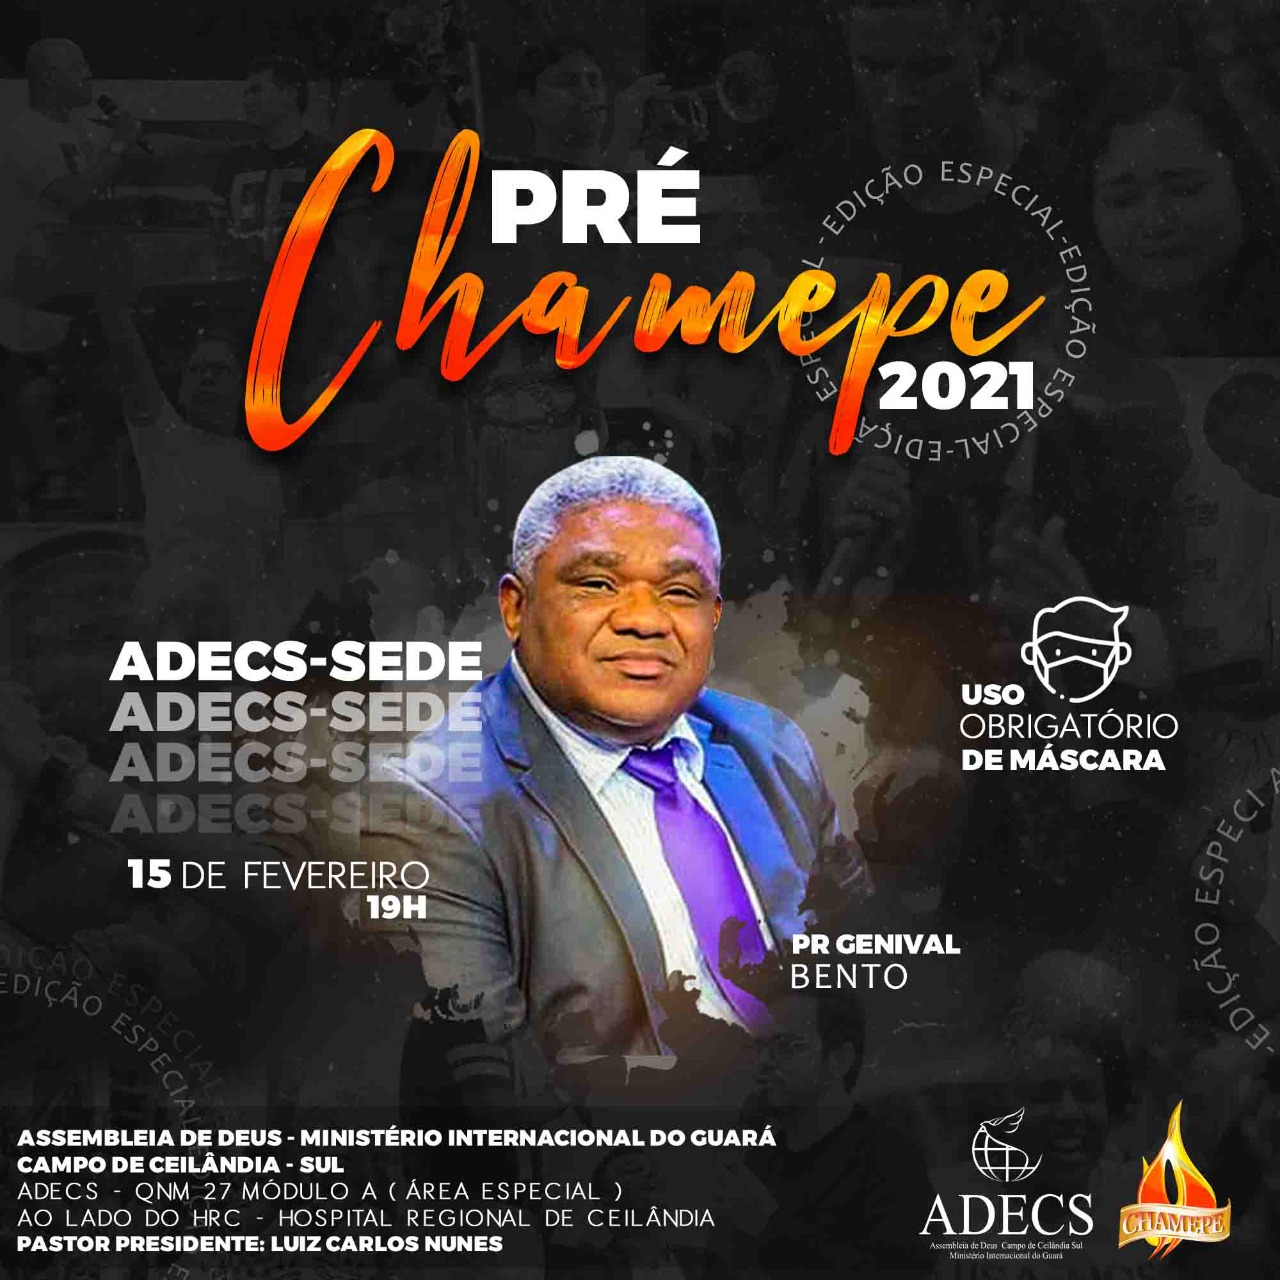 PRÉ
Chamepe
2021
EDIÇÃO ESPECIAL-EDIÇÃO ESPECIAL-EDIÇÃ
ADECS-SEDE
ADECS-SEDE
ADECS-SEDE
ADECS-SEDE
15 DE FEVEREIRO
19H
USO
OBRIGATÓRIO
DE MÁSCARA
PR GENIVAL
BENTO
EDIÇÃO ESPECIAL
EDIÇÃO ESPECIAL
-EDIÇÃO ESPECI
ASSEMBLEIA DE DEUS - MINISTÉRIO INTERNACIONAL DO GUARÁ
CAMPO DE CEILÂNDIA - SUL
ADECS - QNM 27 MÓDULO A ( ÁREA ESPECIAL )
AO LADO DO HRC - HOSPITAL REGIONAL DE CEILÂNDIA
PASTOR PRESIDENTE: LUIZ CARLOS NUNES
ADECS
Assembleia de Deus Campo de Ceilândia Sul
Ministério Internacional do Guará
CHAMEPE